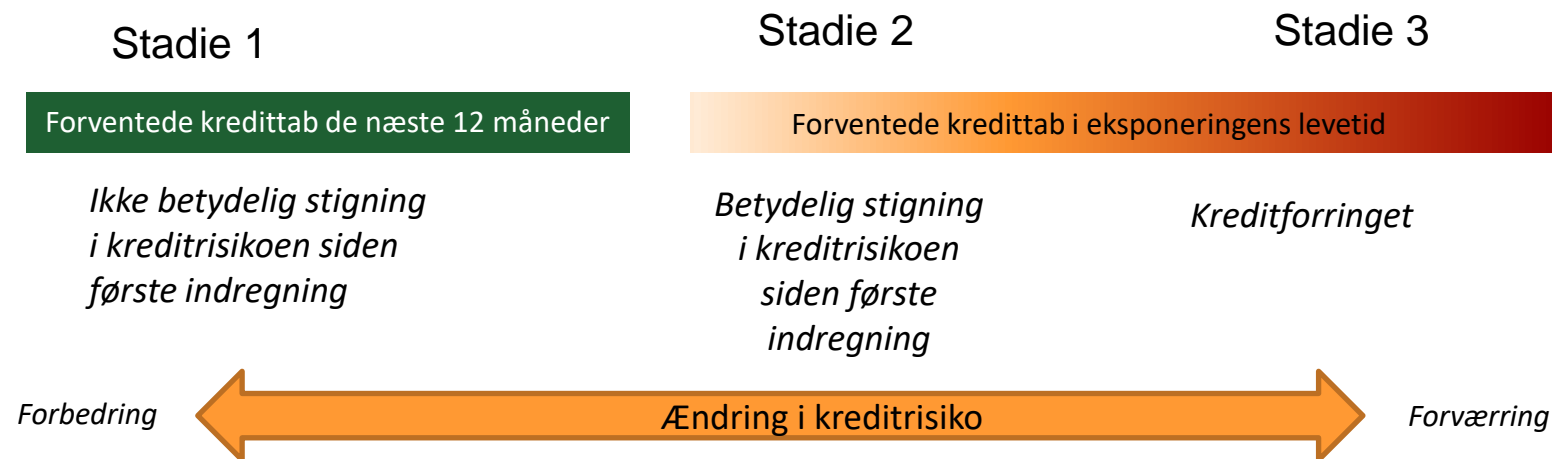 Stadie 1
Stadie 2
Stadie 3
Forventede kredittab de næste 12 måneder
Forventede kredittab i eksponeringens levetid
Ikke betydelig stigning
i kreditrisikoen siden
første indregning
Betydelig stigning
i kreditrisikoen
siden første
indregning
Kreditforringet
Forbedring
Ændring i kreditrisiko
Forværring